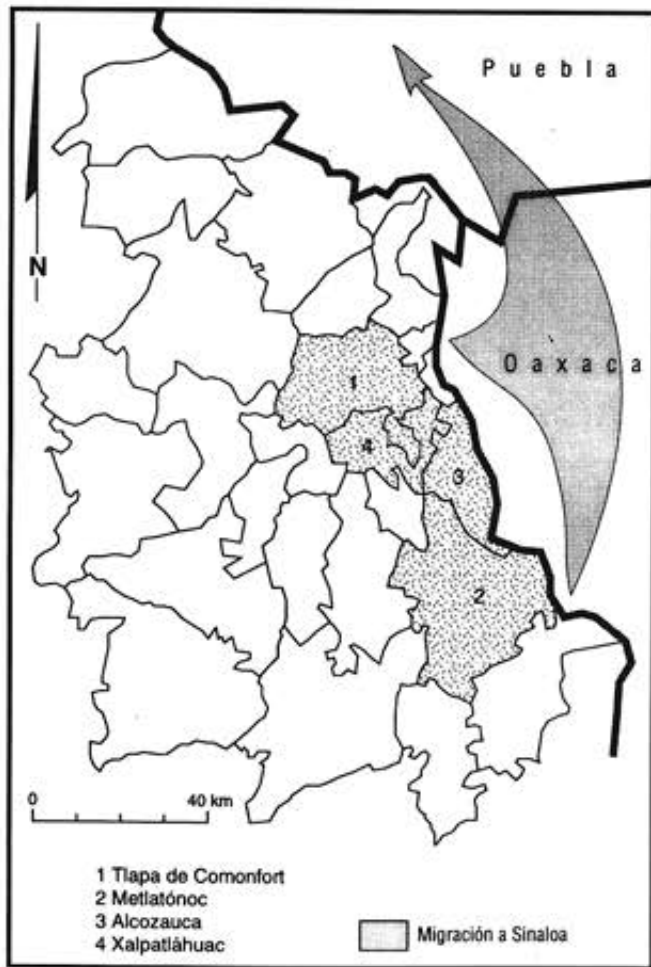 Puebla
N
Oaxaca
1
4
3
2
0 40 km
1 Tlapa de Comonfort
2 Metlatónoc
3 Alcozauca
4 Xalpatláhuac
Migración a Sinaloa